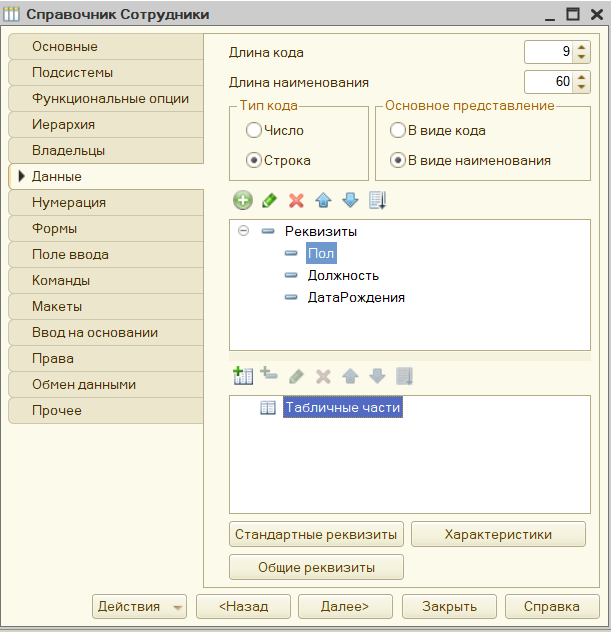 Справочник Сотрудники
Основные
Подсистемы
Функциональные опции
Иерархия
Владельцы
Данные
Нумерация
Формы
Поле ввода
Команды
Макеты
Ввод на основании
Права
Обмен данными
Прочее
Длина кода 9
Длина наименования 60
Тип кода
Число
Строка
Основное представление
В виде кода
В виде наименования
Реквизиты
Пол
Должность
ДатаРождения
Табличные части
Стандартные реквизиты Характеристики
Общие реквизиты
Действия <Назад Далее> Закрыть Справка